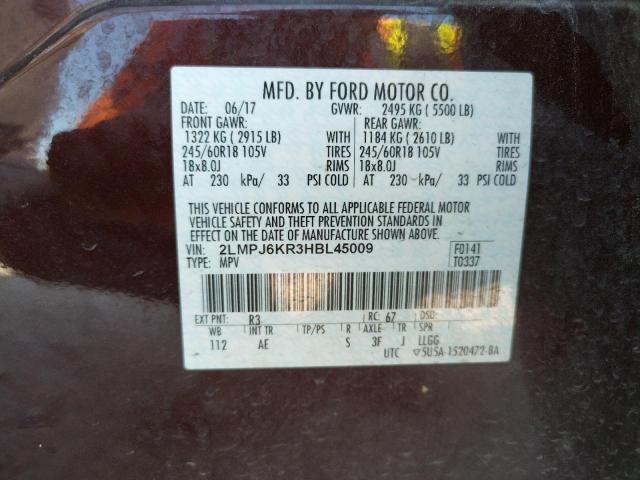 MFD. BY FORD MOTOR CO.
DATE: 06/17 GVWR: 2495 KG ( 5500 LB)
FRONT GAWR: REAR GAWR:
1322 KG ( 2915 LB) WITH 1184 KG ( 2610 LB) WITH
245/60R18 105V TIRES 245/60R18 105V TIRES
18x8.0J RIMS 18x8.0J RIMS
AT 230 kPa/ 33 PSI COLD AT 230 kPa/ 33 PSI COLD
THIS VEHICLE CONFORMS TO ALL APPLICABLE FEDERAL MOTOR
VEHICLE SAFETY AND THEFT PREVENTION STANDARDS IN
EFFECT ON THE DATE OF MANUFACTURE SHOWN ABOVE.
VIN: 2LMPJ6KR3HBL45009 F0141
TYPE: MPV T0337
EXT PNT: R3 RC: 67 DSO:
WB INT TR TP/PS R AXLE TR SPR
112 AE S 3F J LLGG
UTC ▽5U5A-1520472-BA